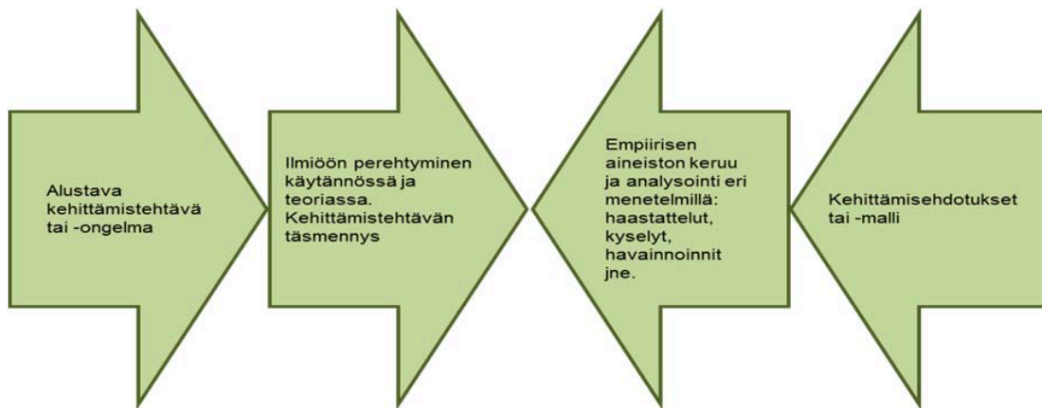 Alustava
kehittämistehtävä
tai -ongelma
Ilmiöön perehtyminen
käytännössä ja
teoriassa.
Kehittämistehtävän
täsmennys
Empiirisen
aineiston keruu
ja analysointi eri
menetelmillä:
haastattelut,
kyselyt,
havainnoinnit
jne.
Kehittämisehdotukset
tai -malli